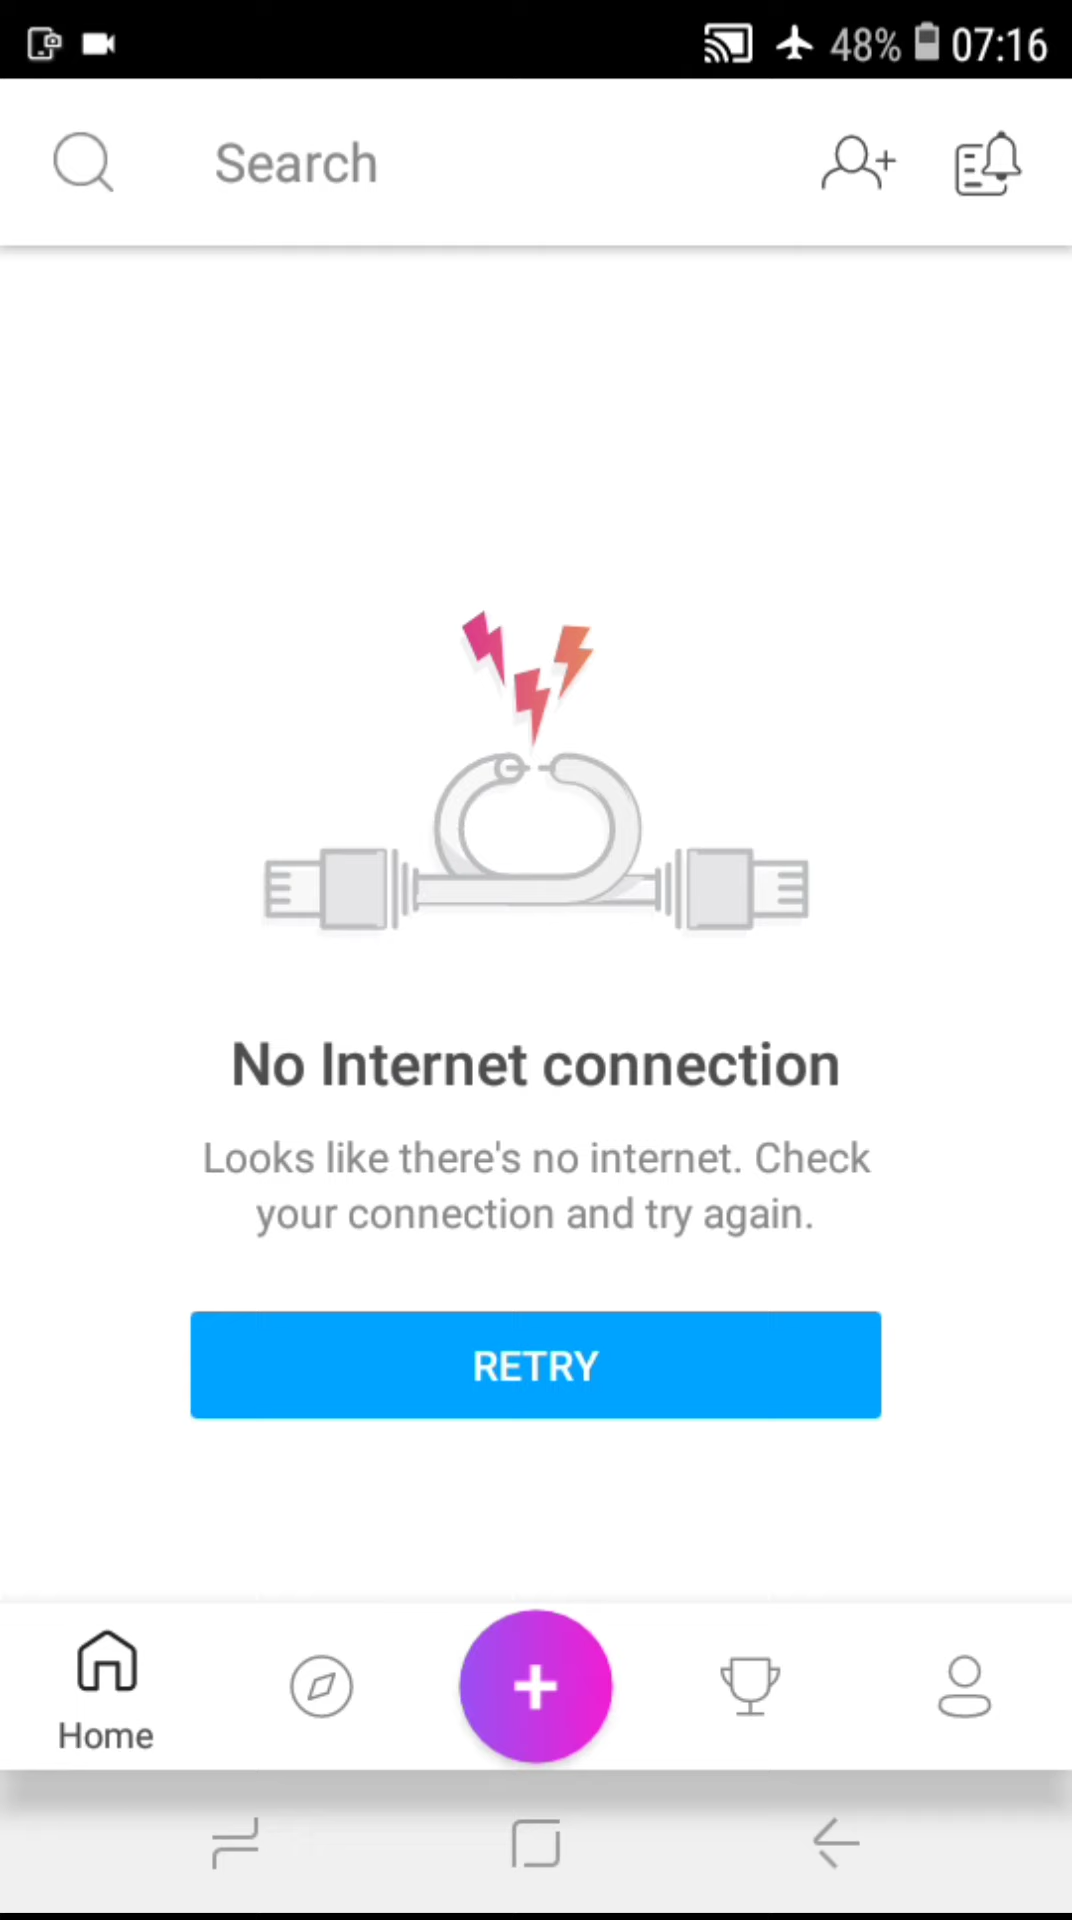 48% 07:16
Search
No Internet connection
Looks like there's no internet. Check
your connection and try again.
RETRY
Home